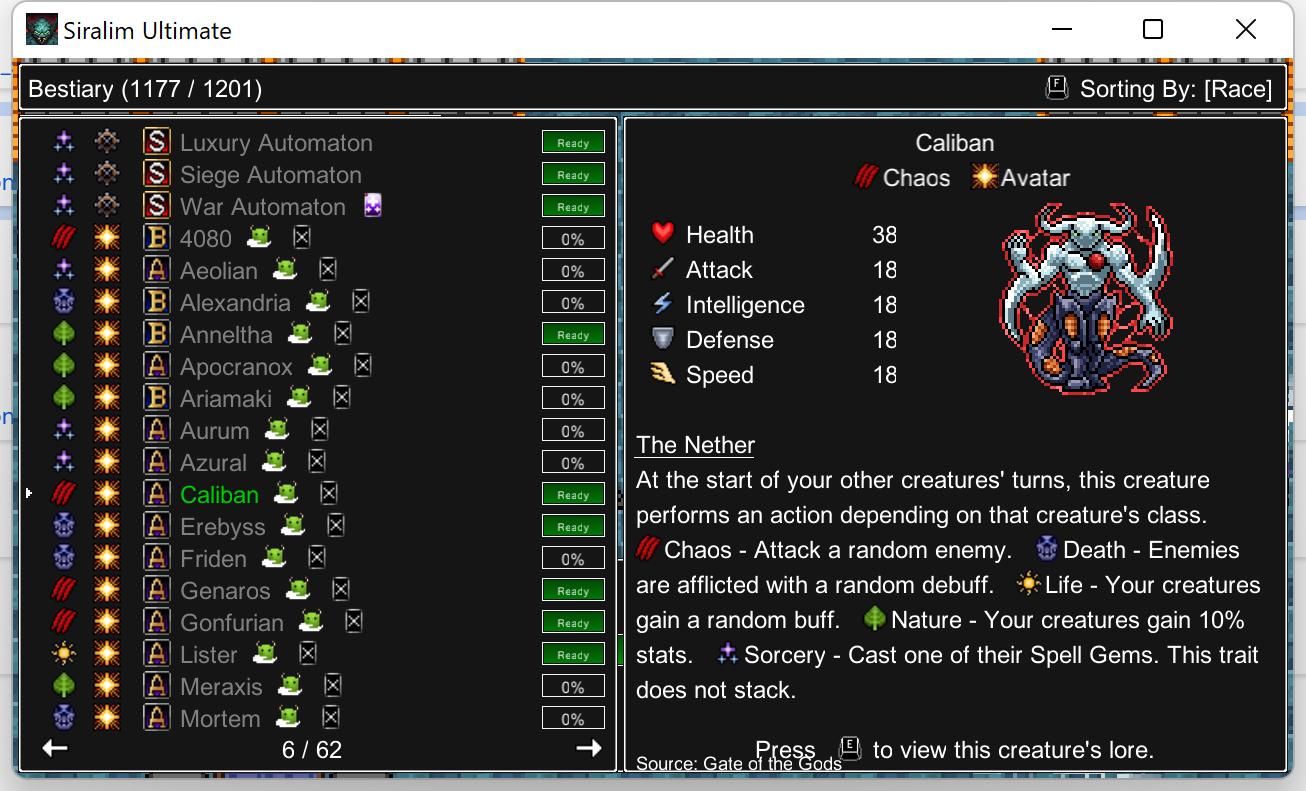 Siralim Ultimate
Bestiary (1177 / 1201)
F Sorting By: [Race]
S Luxury Automaton Ready
S Siege Automaton Ready
S War Automaton Ready
B 4080 0%
A Aeolian 0%
B Alexandria 0%
B Anneltha Ready
A Apocranox 0%
B Ariamaki 0%
A Aurum 0%
A Azural 0%
A Caliban Ready
A Erebyss Ready
A Friden 0%
A Genaros Ready
A Gonfurian Ready
A Lister Ready
A Meraxis 0%
A Mortem 0%
6 / 62
Caliban
Chaos Avatar
Health 38
Attack 18
Intelligence 18
Defense 18
Speed 18
The Nether
At the start of your other creatures' turns, this creature
performs an action depending on that creature's class.
Chaos - Attack a random enemy. Death - Enemies
are afflicted with a random debuff. Life - Your creatures
gain a random buff. Nature - Your creatures gain 10%
stats. Sorcery - Cast one of their Spell Gems. This trait
does not stack.
Press E to view this creature's lore.
Source: Gate of the Gods